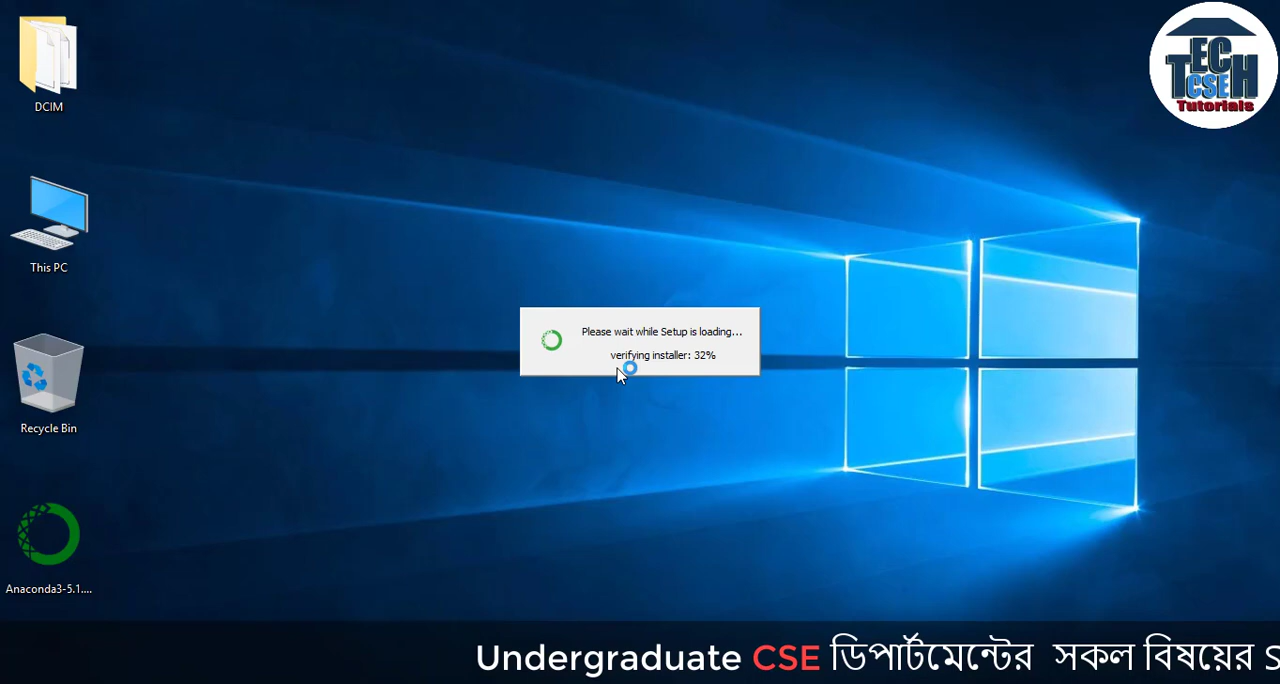 DCIM
This PC
Recycle Bin
Anaconda3-5.1....
Please wait while Setup is loading...
verifying installer: 32%
TECH
CSE
Tutorials
Undergraduate CSE ডিপার্টমেন্টের সকল বিষয়ের S